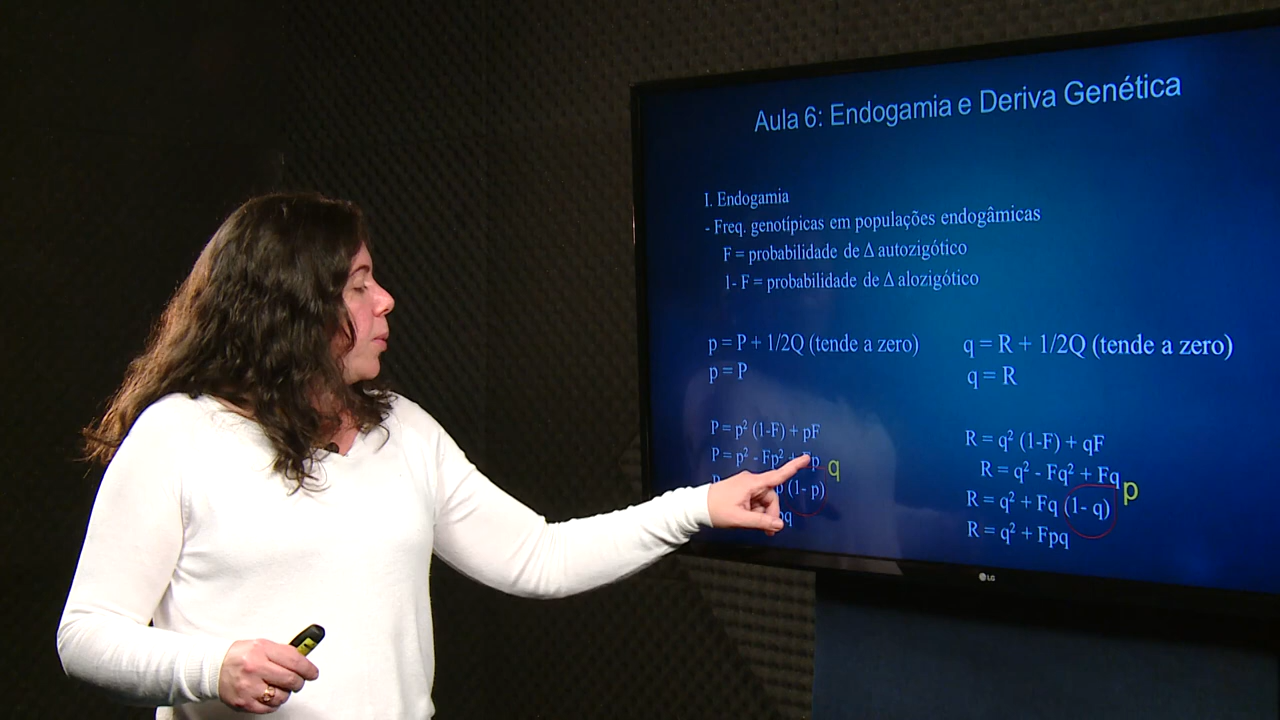 Aula 6: Endogamia e Deriva Genética
I. Endogamia
- Freq. genotípicas em populações endogâmicas
F = probabilidade de Δ autozigótico
1- F = probabilidade de Δ alozigótico
p = P + 1/2Q (tende a zero)
p = P
P = p² (1-F) + pF
P = p² - Fp² + Fp
q
(1- p)
pq
q = R + 1/2Q (tende a zero)
q = R
R = q² (1-F) + qF
R = q² - Fq² + Fq
p
R = q² + Fq (1- q)
R = q² + Fpq
LG